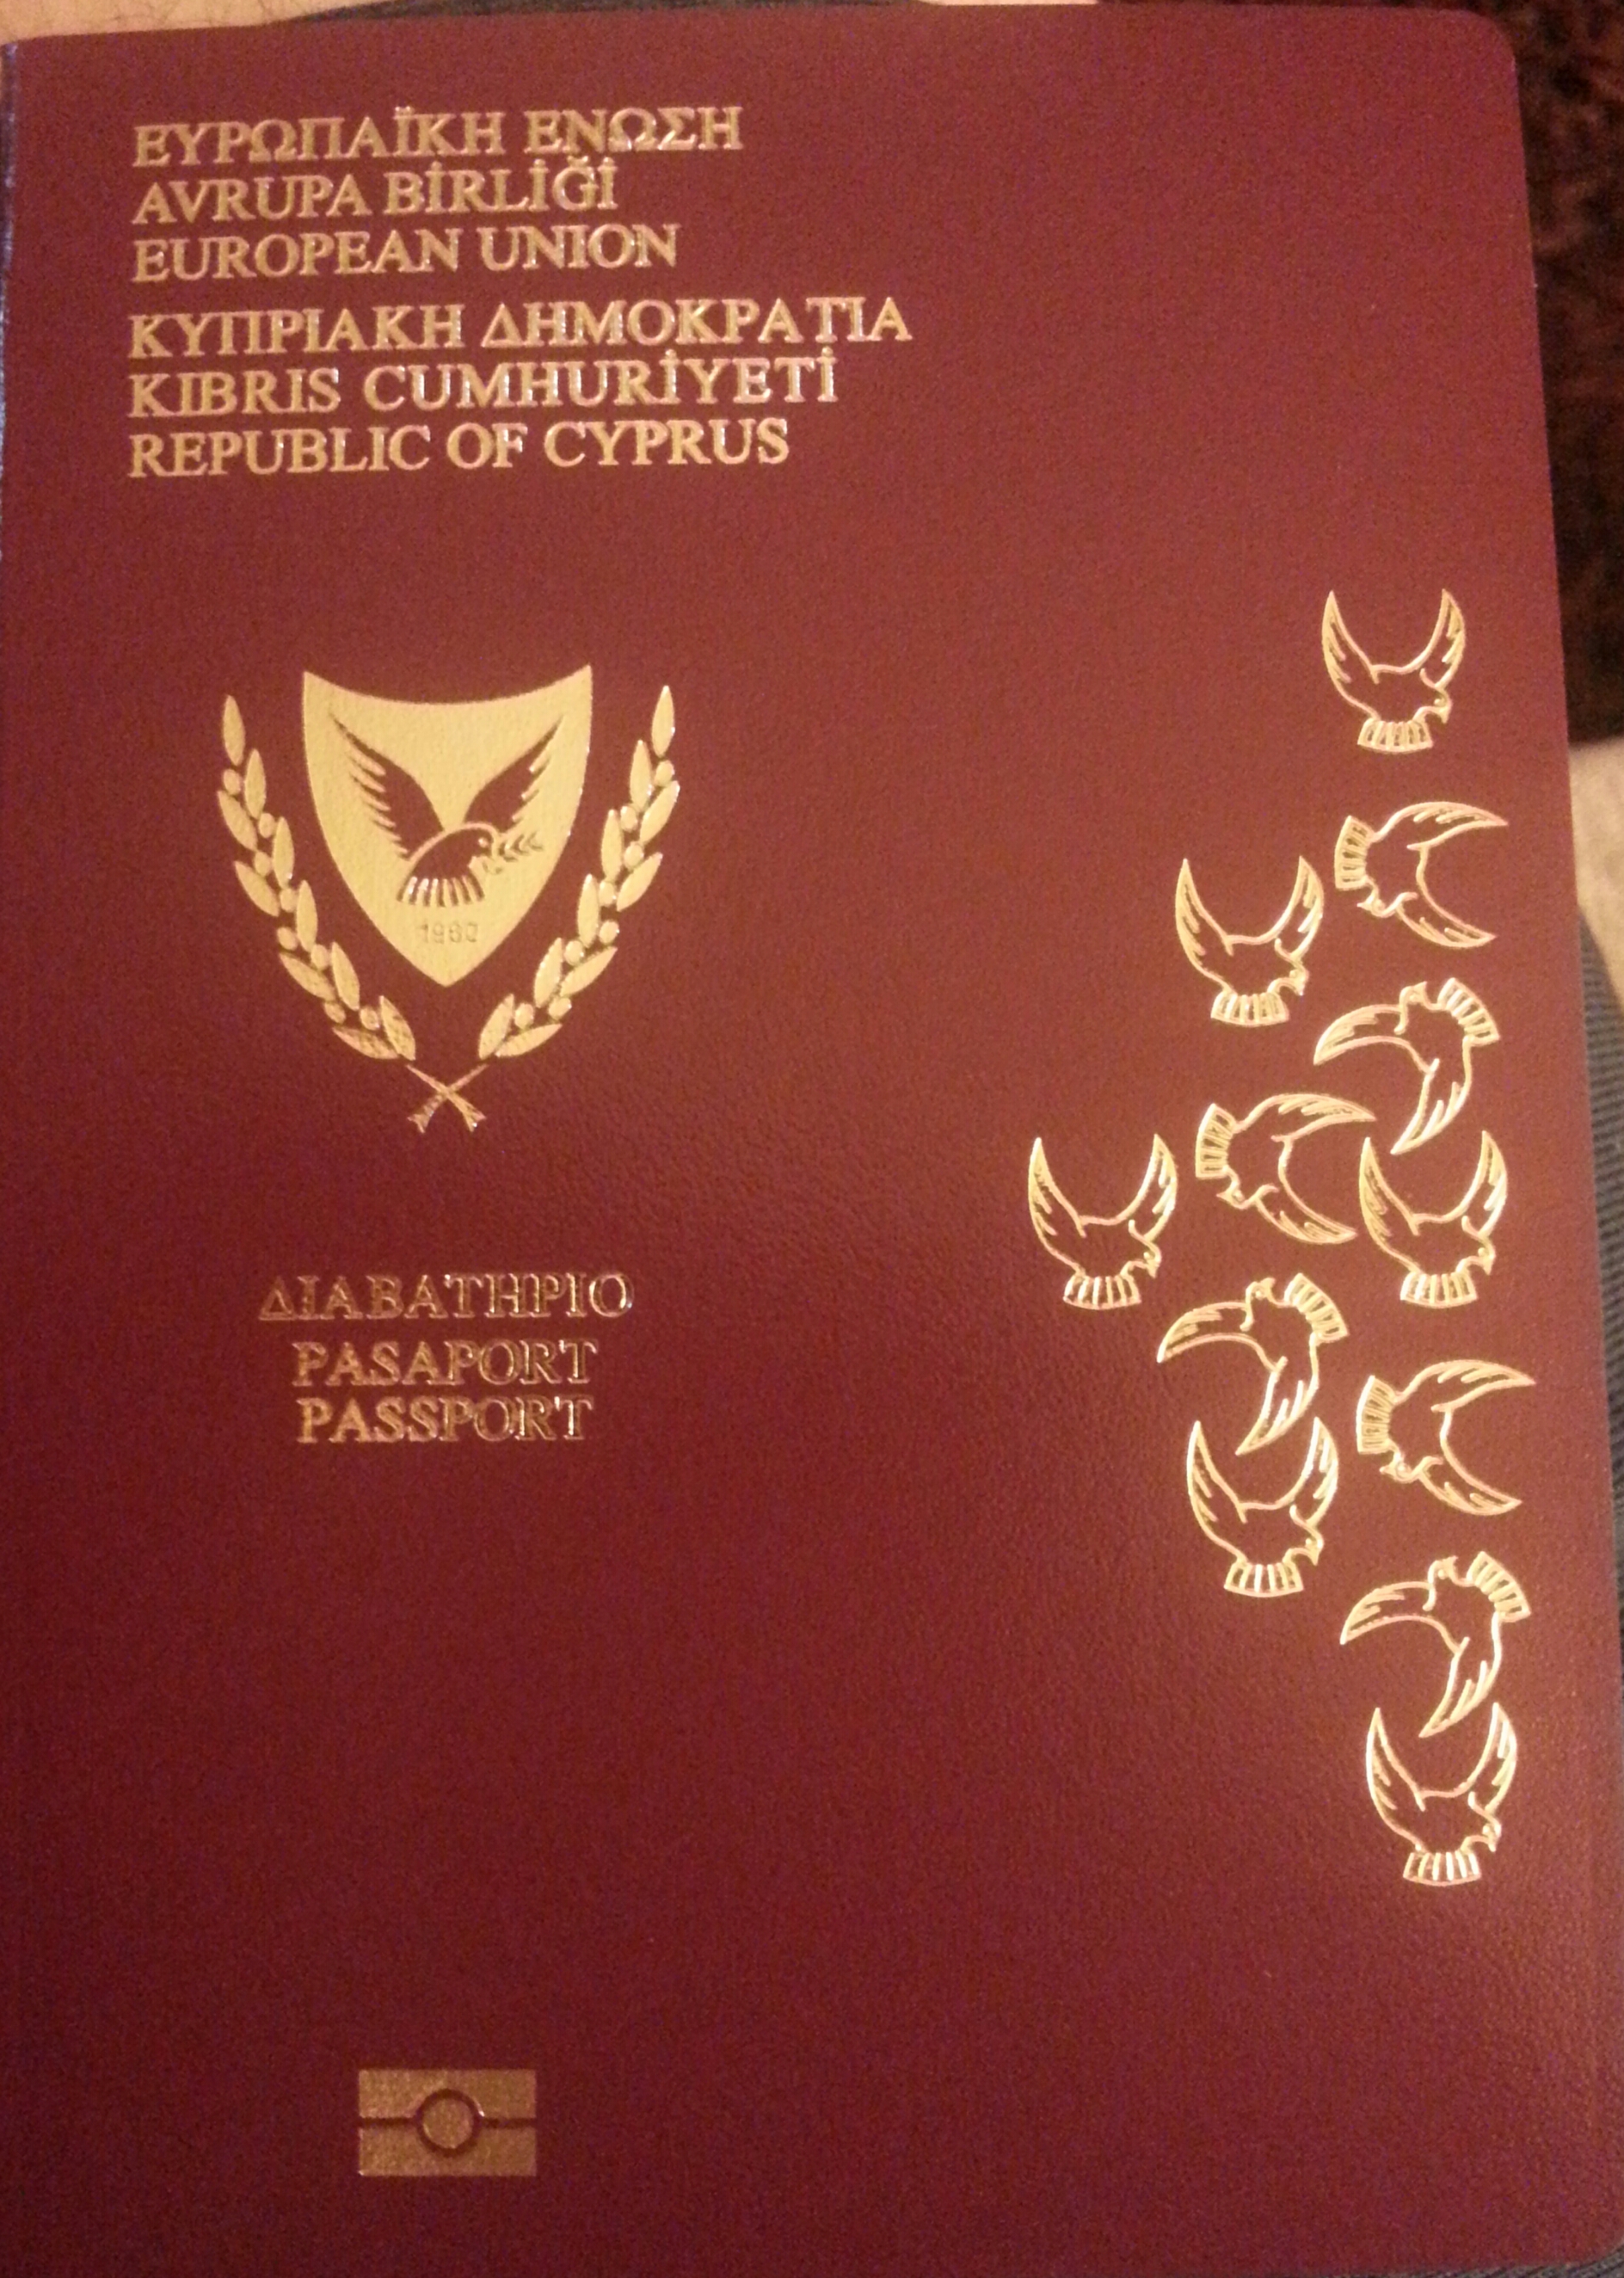 ΕΥΡΩΠΑΪΚΗ ΕΝΩΣΗ
AVRUPA BİRLİĞİ
EUROPEAN UNION
ΚΥΠΡΙΑΚΗ ΔΗΜΟΚΡΑΤΙΑ
KIBRIS CUMHURİYETİ
REPUBLIC OF CYPRUS
1960
ΔΙΑΒΑΤΗΡΙΟ
PASAPORT
PASSPORT